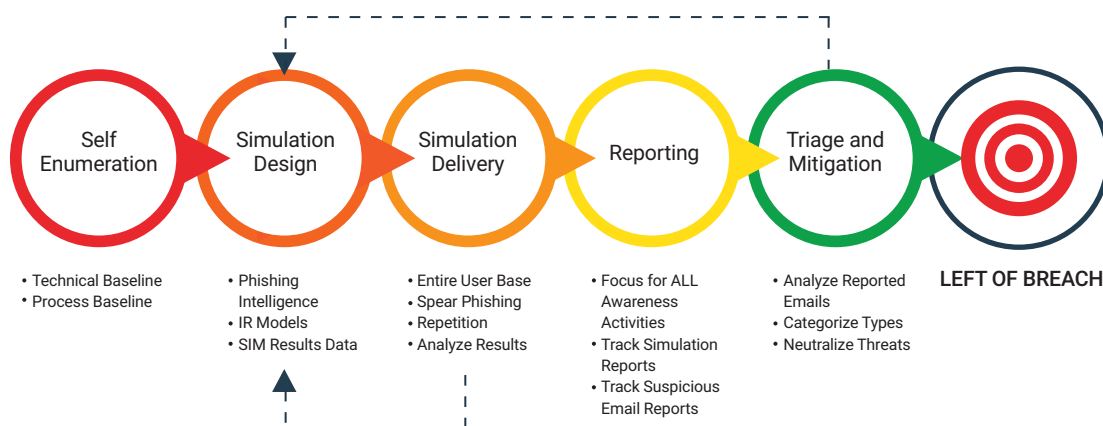 Self
Enumeration
Simulation
Design
Simulation
Delivery
Reporting
Triage and
Mitigation
• Technical Baseline
• Process Baseline
• Phishing
Intelligence
• IR Models
• SIM Results Data
• Entire User Base
• Spear Phishing
• Repetition
• Analyze Results
• Focus for ALL
Awareness
Activities
• Track Simulation
Reports
• Track Suspicious
Email Reports
• Analyze Reported
Emails
• Categorize Types
• Neutralize Threats
LEFT OF BREACH